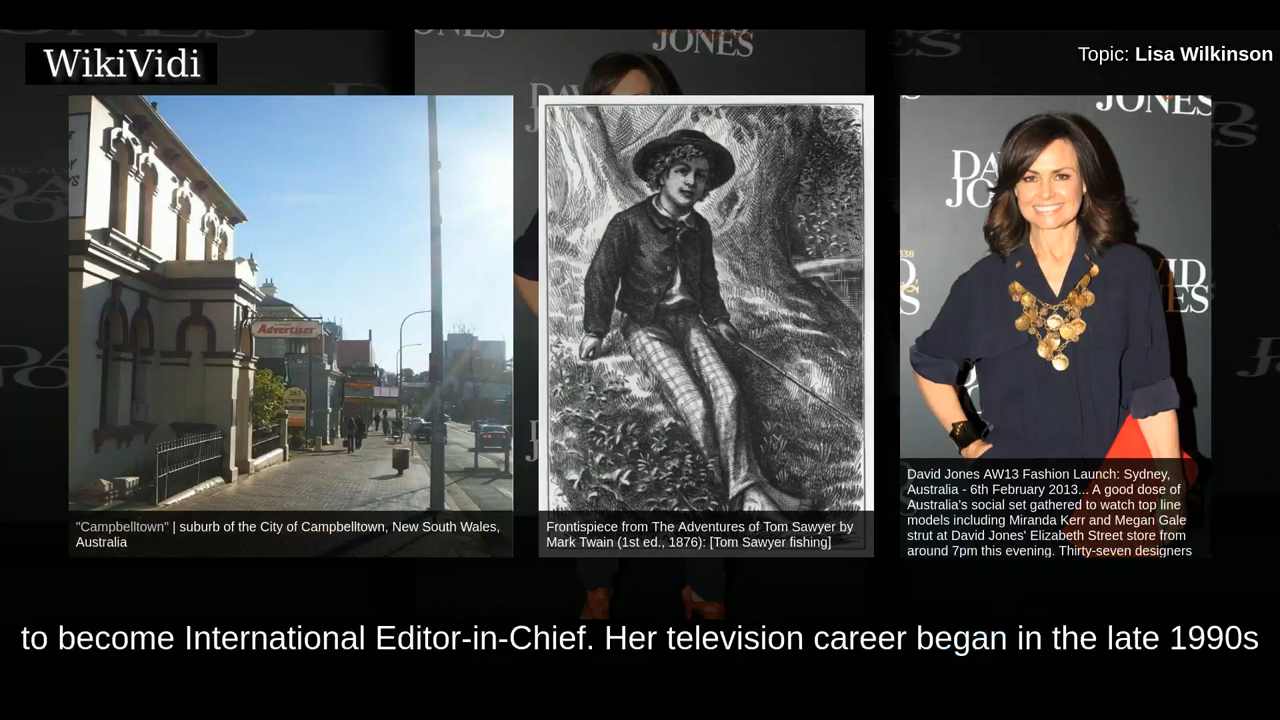 WikiVidi
Topic: Lisa Wilkinson
JONES
JONES
Advertiser
"Campbelltown" | suburb of the City of Campbelltown, New South Wales,
Australia
Frontispiece from The Adventures of Tom Sawyer by
Mark Twain (1st ed., 1876): [Tom Sawyer fishing]
David Jones AW13 Fashion Launch: Sydney,
Australia - 6th February 2013... A good dose of
Australia's social set gathered to watch top line
models including Miranda Kerr and Megan Gale
strut at David Jones' Elizabeth Street store from
around 7pm this evening. Thirty-seven designers
to become International Editor-in-Chief. Her television career began in the late 1990s